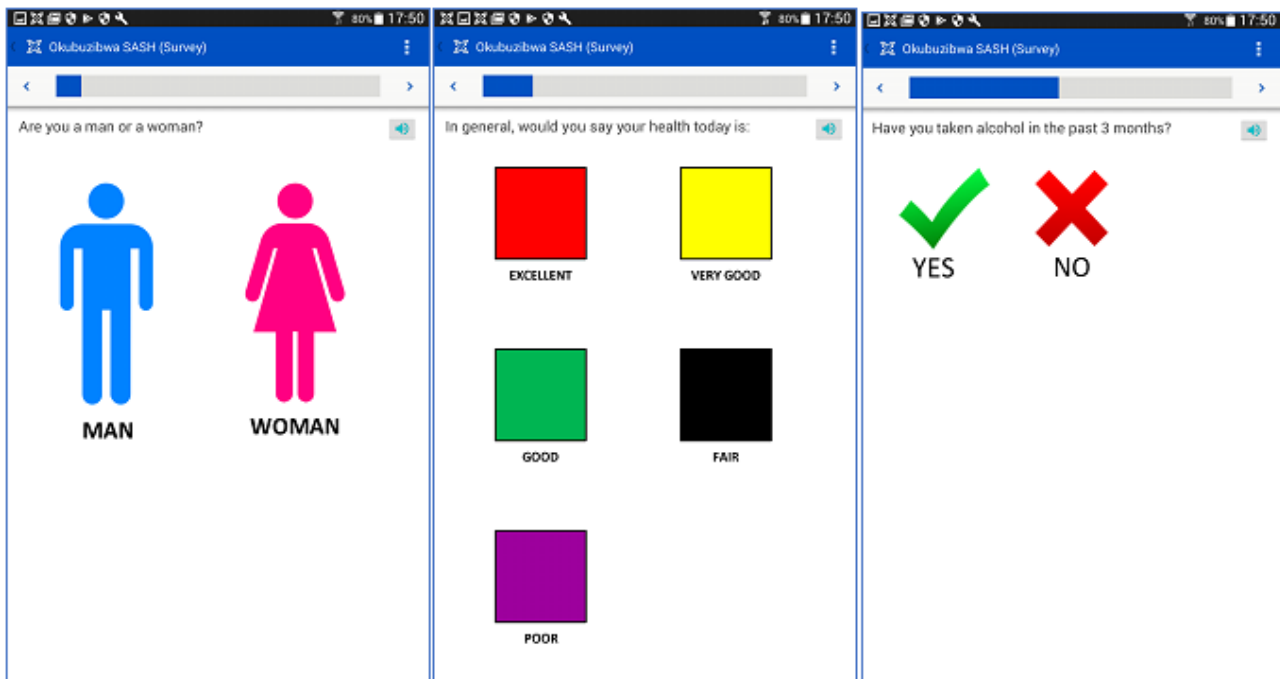 80% 17:50
Okubuzibwa SASH (Survey)
Are you a man or a woman?
MAN
WOMAN
80% 17:50
Okubuzibwa SASH (Survey)
In general, would you say your health today is:
EXCELLENT
VERY GOOD
GOOD
FAIR
POOR
80% 17:50
Okubuzibwa SASH (Survey)
Have you taken alcohol in the past 3 months?
YES
NO